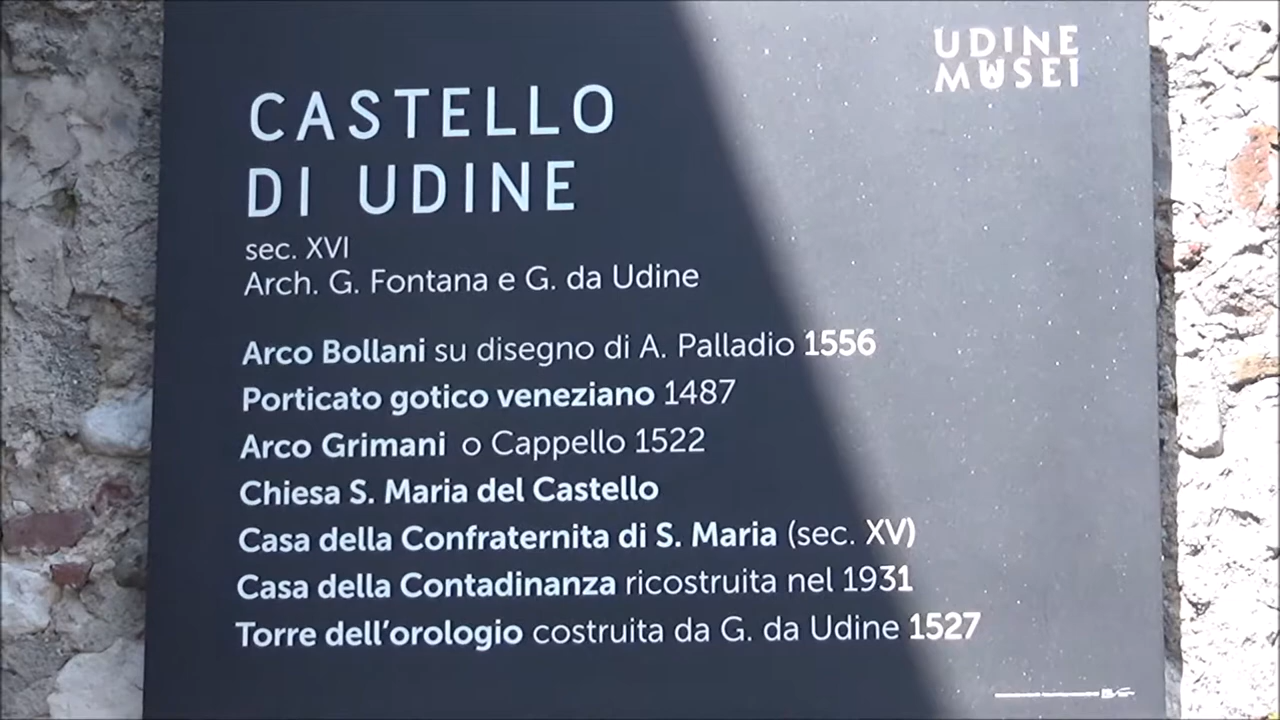 UDINE
MUSEI
CASTELLO
DI UDINE
sec. XVI
Arch. G. Fontana e G. da Udine
Arco Bollani su disegno di A. Palladio 1556
Porticato gotico veneziano 1487
Arco Grimani o Cappello 1522
Chiesa S. Maria del Castello
Casa della Confraternita di S. Maria (sec. XV)
Casa della Contadinanza ricostruita nel 1931
Torre dell'orologio costruita da G. da Udine 1527